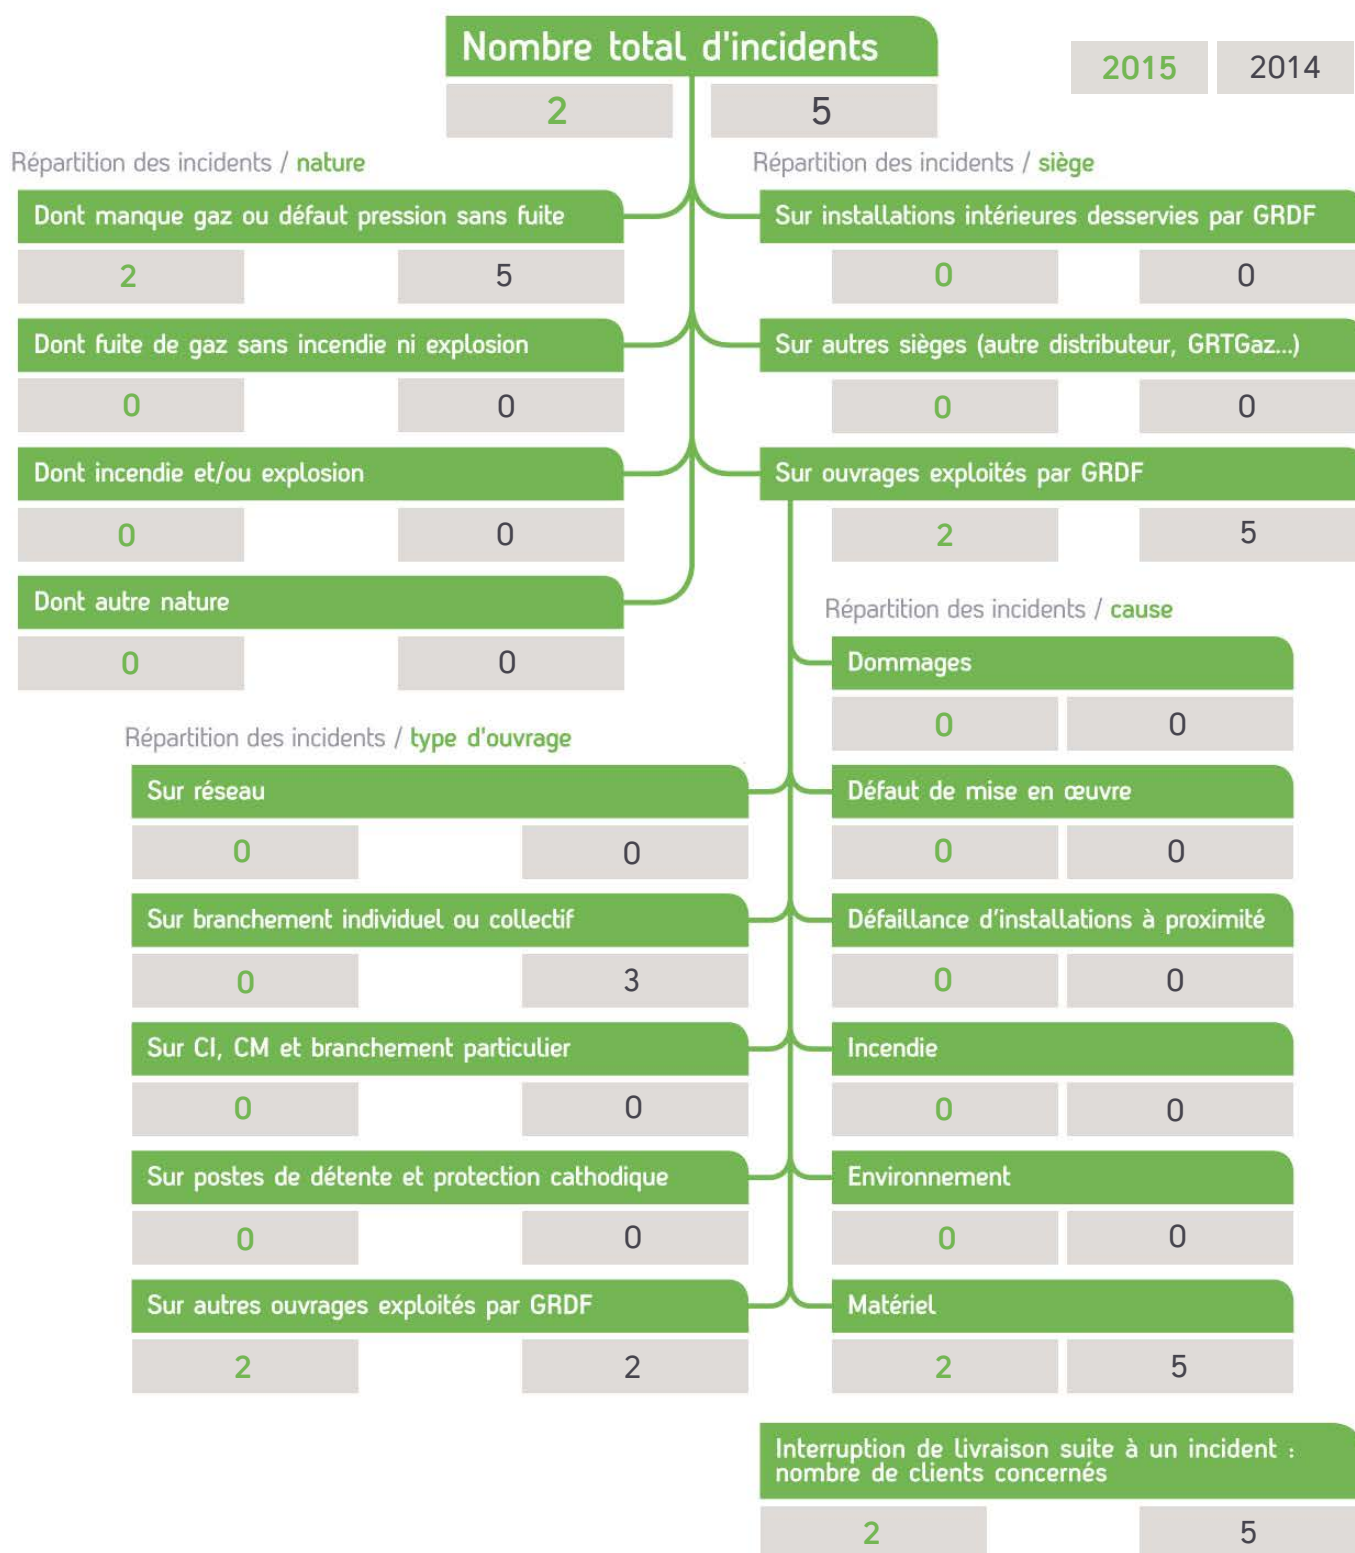 Nombre total d'incidents
2015 2014
2 5
Répartition des incidents / nature
Dont manque gaz ou défaut pression sans fuite
2 5
Dont fuite de gaz sans incendie ni explosion
0 0
Dont incendie et/ou explosion
0 0
Dont autre nature
0 0
Répartition des incidents / siège
Sur installations intérieures desservies par GRDF
0 0
Sur autres sièges (autre distributeur, GRTGaz...)
0 0
Sur ouvrages exploités par GRDF
2 5
Répartition des incidents / type d'ouvrage
Sur réseau
0 0
Sur branchement individuel ou collectif
0 3
Sur CI, CM et branchement particulier
0 0
Sur postes de détente et protection cathodique
0 0
Sur autres ouvrages exploités par GRDF
2 2
Répartition des incidents / cause
Dommages
0 0
Défaut de mise en œuvre
0 0
Défaillance d'installations à proximité
0 0
Incendie
0 0
Environnement
0 0
Matériel
2 5
Interruption de livraison suite à un incident :
nombre de clients concernés
2 5